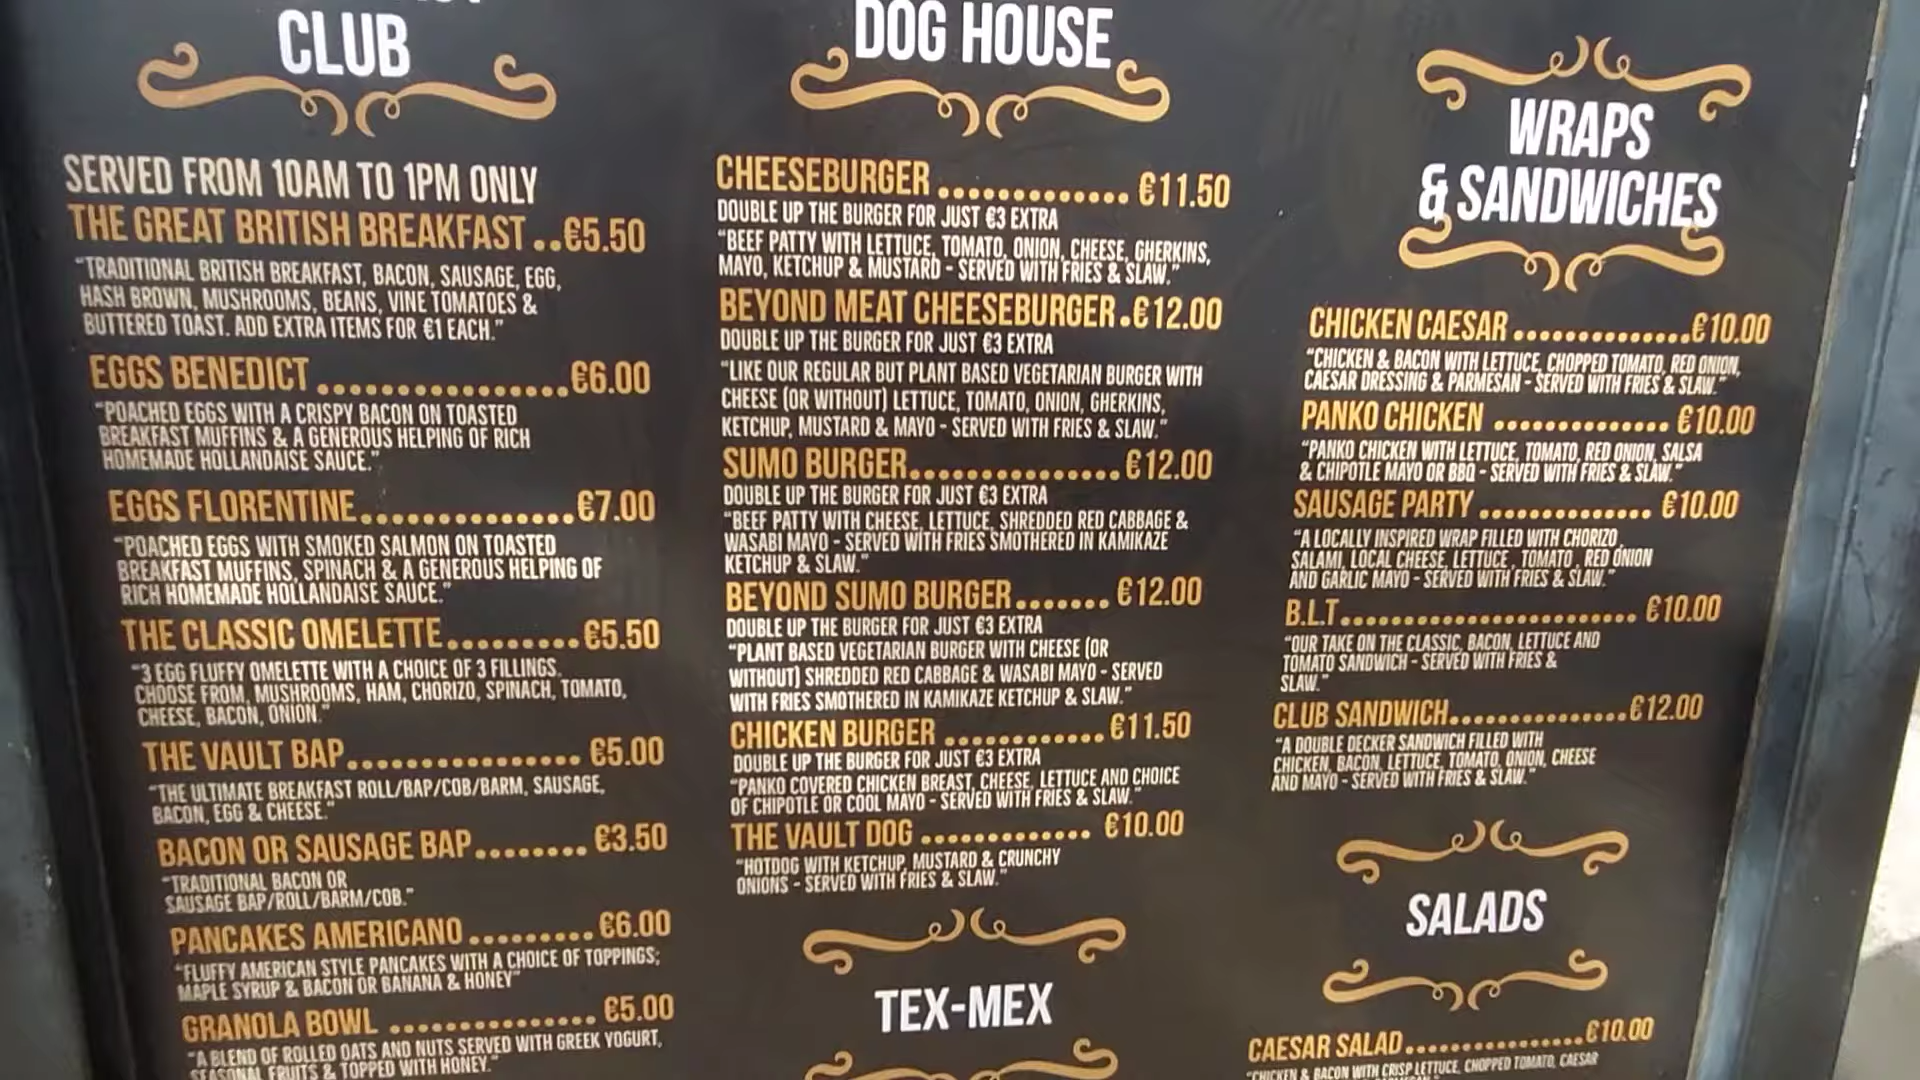 CLUB
SERVED FROM 10AM TO 1PM ONLY
THE GREAT BRITISH BREAKFAST ..€5.50
"TRADITIONAL BRITISH BREAKFAST, BACON, SAUSAGE, EGG,
HASH BROWN, MUSHROOMS, BEANS, VINE TOMATOES &
BUTTERED TOAST. ADD EXTRA ITEMS FOR €1 EACH."
EGGS BENEDICT ................€6.00
"POACHED EGGS WITH A CRISPY BACON ON TOASTED
BREAKFAST MUFFINS & A GENEROUS HELPING OF RICH
HOMEMADE HOLLANDAISE SAUCE."
EGGS FLORENTINE..............€7.00
"POACHED EGGS WITH SMOKED SALMON ON TOASTED
BREAKFAST MUFFINS, SPINACH & A GENEROUS HELPING OF
RICH HOMEMADE HOLLANDAISE SAUCE."
THE CLASSIC OMELETTE.........€5.50
"3 EGG FLUFFY OMELETTE WITH A CHOICE OF 3 FILLINGS.
CHOOSE FROM, MUSHROOMS, HAM, CHORIZO, SPINACH, TOMATO,
CHEESE, BACON, ONION."
THE VAULT BAP................ €5.00
"THE ULTIMATE BREAKFAST ROLL/BAP/COB/BARM, SAUSAGE,
BACON, EGG & CHEESE."
BACON OR SAUSAGE BAP........ €3.50
"TRADITIONAL BACON OR
SAUSAGE BAP/ROLL/BARM/COB."
PANCAKES AMERICANO .........€6.00
"FLUFFY AMERICAN STYLE PANCAKES WITH A CHOICE OF TOPPINGS;
MAPLE SYRUP & BACON OR BANANA & HONEY"
GRANOLA BOWL ............... €5.00
"A BLEND OF ROLLED OATS AND NUTS SERVED WITH GREEK YOGURT,
SEASONAL FRUITS & TOPPED WITH HONEY."
DOG HOUSE
CHEESEBURGER ............. €11.50
DOUBLE UP THE BURGER FOR JUST €3 EXTRA
"BEEF PATTY WITH LETTUCE, TOMATO, ONION, CHEESE, GHERKINS,
MAYO, KETCHUP & MUSTARD - SERVED WITH FRIES & SLAW."
BEYOND MEAT CHEESEBURGER.€12.00
DOUBLE UP THE BURGER FOR JUST €3 EXTRA
"LIKE OUR REGULAR BUT PLANT BASED VEGETARIAN BURGER WITH
CHEESE (OR WITHOUT) LETTUCE, TOMATO, ONION, GHERKINS,
KETCHUP, MUSTARD & MAYO - SERVED WITH FRIES & SLAW."
SUMO BURGER..............€12.00
DOUBLE UP THE BURGER FOR JUST €3 EXTRA
"BEEF PATTY WITH CHEESE, LETTUCE, SHREDDED RED CABBAGE &
WASABI MAYO - SERVED WITH FRIES SMOTHERED IN KAMIKAZE
KETCHUP & SLAW."
BEYOND SUMO BURGER....... €12.00
DOUBLE UP THE BURGER FOR JUST €3 EXTRA
"PLANT BASED VEGETARIAN BURGER WITH CHEESE (OR
WITHOUT) SHREDDED RED CABBAGE & WASABI MAYO - SERVED
WITH FRIES SMOTHERED IN KAMIKAZE KETCHUP & SLAW."
CHICKEN BURGER ............€11.50
DOUBLE UP THE BURGER FOR JUST €3 EXTRA
"PANKO COVERED CHICKEN BREAST, CHEESE, LETTUCE AND CHOICE
OF CHIPOTLE OR COOL MAYO - SERVED WITH FRIES & SLAW."
THE VAULT DOG ............. €10.00
"HOTDOG WITH KETCHUP, MUSTARD & CRUNCHY
ONIONS - SERVED WITH FRIES & SLAW."
TEX-MEX
WRAPS
& SANDWICHES
CHICKEN CAESAR ..............€10.00
"CHICKEN & BACON WITH LETTUCE, CHOPPED TOMATO, RED ONION,
CAESAR DRESSING & PARMESAN - SERVED WITH FRIES & SLAW."
PANKO CHICKEN .............. €10.00
"PANKO CHICKEN WITH LETTUCE, TOMATO, RED ONION, SALSA
& CHIPOTLE MAYO OR BBQ - SERVED WITH FRIES & SLAW."
SAUSAGE PARTY .............. €10.00
"A LOCALLY INSPIRED WRAP FILLED WITH CHORIZO,
SALAMI, LOCAL CHEESE, LETTUCE, TOMATO, RED ONION
AND GARLIC MAYO - SERVED WITH FRIES & SLAW."
B.L.T........................ €10.00
"OUR TAKE ON THE CLASSIC, BACON, LETTUCE AND
TOMATO SANDWICH - SERVED WITH FRIES &
SLAW."
CLUB SANDWICH...............€12.00
"A DOUBLE DECKER SANDWICH FILLED WITH
CHICKEN, BACON, LETTUCE, TOMATO, ONION, CHEESE
AND MAYO - SERVED WITH FRIES & SLAW."
SALADS
CAESAR SALAD...............€10.00
"CHICKEN & BACON WITH CRISP LETTUCE, CHOPPED TOMATO, CAESAR